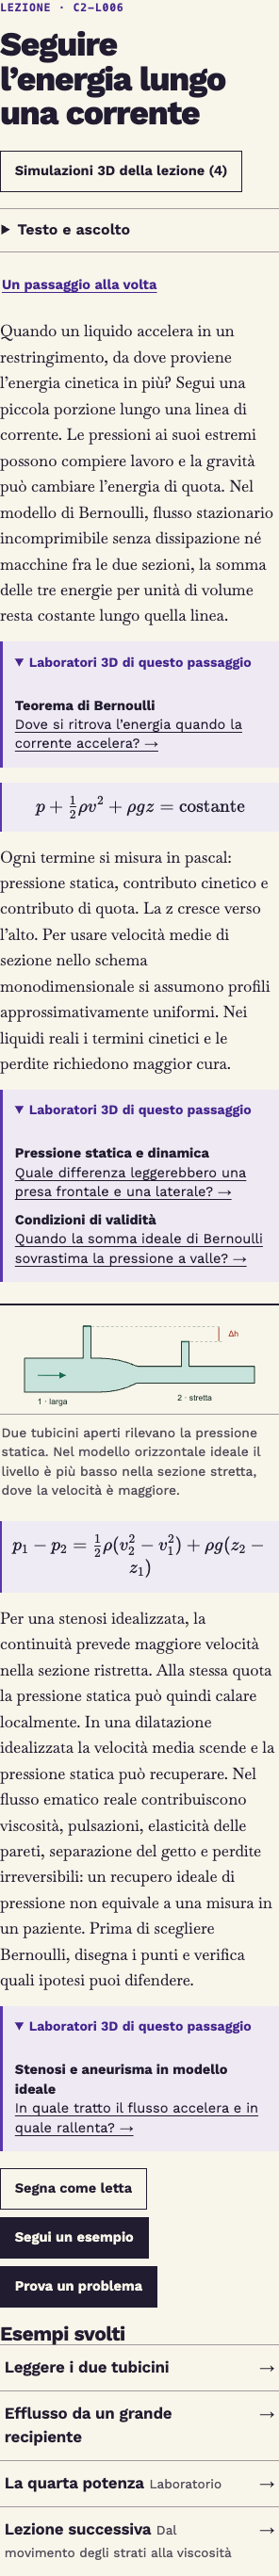 LEZIONE · C2–L006
Seguire
l’energia lungo
una corrente
Simulazioni 3D della lezione (4)
▶ Testo e ascolto
Un passaggio alla volta
Quando un liquido accelera in un
restringimento, da dove proviene
l’energia cinetica in più? Segui una
piccola porzione lungo una linea di
corrente. Le pressioni ai suoi estremi
possono compiere lavoro e la gravità
può cambiare l’energia di quota. Nel
modello di Bernoulli, flusso stazionario
incomprimibile senza dissipazione né
macchine fra le due sezioni, la somma
delle tre energie per unità di volume
resta costante lungo quella linea.
▼ Laboratori 3D di questo passaggio
Teorema di Bernoulli
Dove si ritrova l’energia quando la
corrente accelera? →
p + ½ρv² + ρgz = costante
Ogni termine si misura in pascal:
pressione statica, contributo cinetico e
contributo di quota. La z cresce verso
l’alto. Per usare velocità medie di
sezione nello schema
monodimensionale si assumono profili
approssimativamente uniformi. Nei
liquidi reali i termini cinetici e le
perdite richiedono maggior cura.
▼ Laboratori 3D di questo passaggio
Pressione statica e dinamica
Quale differenza leggerebbero una
presa frontale e una laterale? →
Condizioni di validità
Quando la somma ideale di Bernoulli
sovrastima la pressione a valle? →
Δh
1 · larga
2 · stretta
Due tubicini aperti rilevano la pressione
statica. Nel modello orizzontale ideale il
livello è più basso nella sezione stretta,
dove la velocità è maggiore.
p₁ − p₂ = ½ρ(v₂² − v₁²) + ρg(z₂ −
z₁)
Per una stenosi idealizzata, la
continuità prevede maggiore velocità
nella sezione ristretta. Alla stessa quota
la pressione statica può quindi calare
localmente. In una dilatazione
idealizzata la velocità media scende e la
pressione statica può recuperare. Nel
flusso ematico reale contribuiscono
viscosità, pulsazioni, elasticità delle
pareti, separazione del getto e perdite
irreversibili: un recupero ideale di
pressione non equivale a una misura in
un paziente. Prima di scegliere
Bernoulli, disegna i punti e verifica
quali ipotesi puoi difendere.
▼ Laboratori 3D di questo passaggio
Stenosi e aneurisma in modello
ideale
In quale tratto il flusso accelera e in
quale rallenta? →
Segna come letta
Segui un esempio
Prova un problema
Esempi svolti
Leggere i due tubicini →
Efflusso da un grande
recipiente →
La quarta potenza Laboratorio →
Lezione successiva Dal →
movimento degli strati alla viscosità